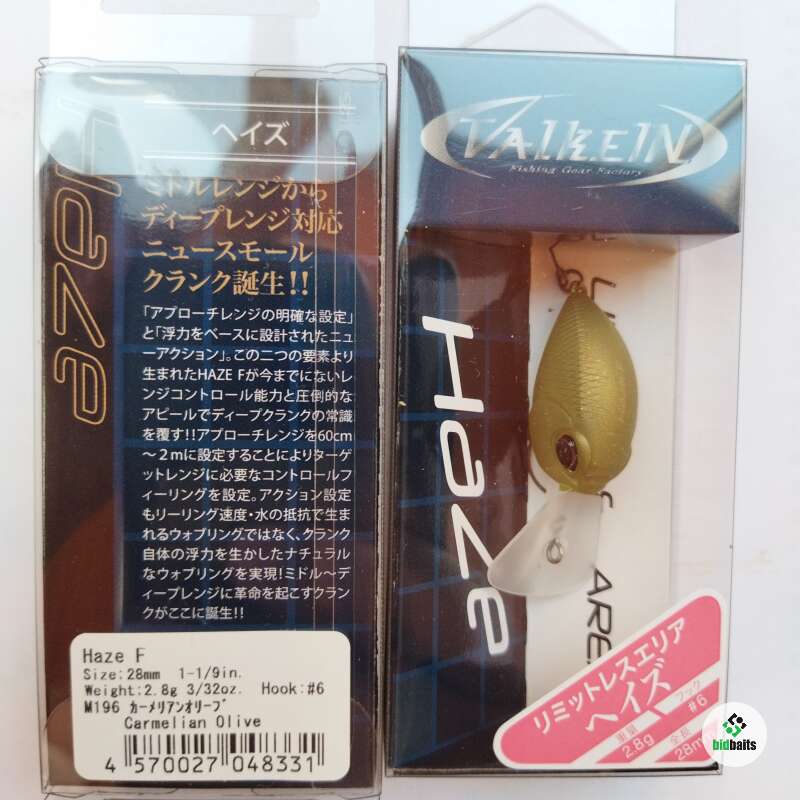 Haze
ヘイズ
ミドルレンジから
ディープレンジ対応
ニュースモール
クランク誕生!!
「アプローチレンジの明確な設定」
と「浮力をベースに設計されたニュ
ーアクション」。この二つの要素より
生まれたHAZE Fが今までにないレ
ンジコントロール能力と圧倒的な
アピールでディープクランクの常識
を覆す!!アプローチレンジを60cm
～2mに設定することによりターゲ
ットレンジに必要なコントロールフ
ィーリングを設定。アクション設定
もリーリング速度・水の抵抗で生ま
れるウォブリングではなく、クランク
自体の浮力を生かしたナチュラル
なウォブリングを実現!ミドル～ディ
ープレンジに革命を起こすクラン
クがここに誕生!!
Haze F
Size:28mm 1-1/9in.
Weight:2.8g 3/32oz. Hook:#6
M196 カーメリアンオリーブ
Carmelian Olive
4 570027 048331
VALKEIN
Fishing Gear Factory
Haze
リミットレスエリア
ヘイズ
重量
2.8g
フック
#6
全長
28mm
bidbaits